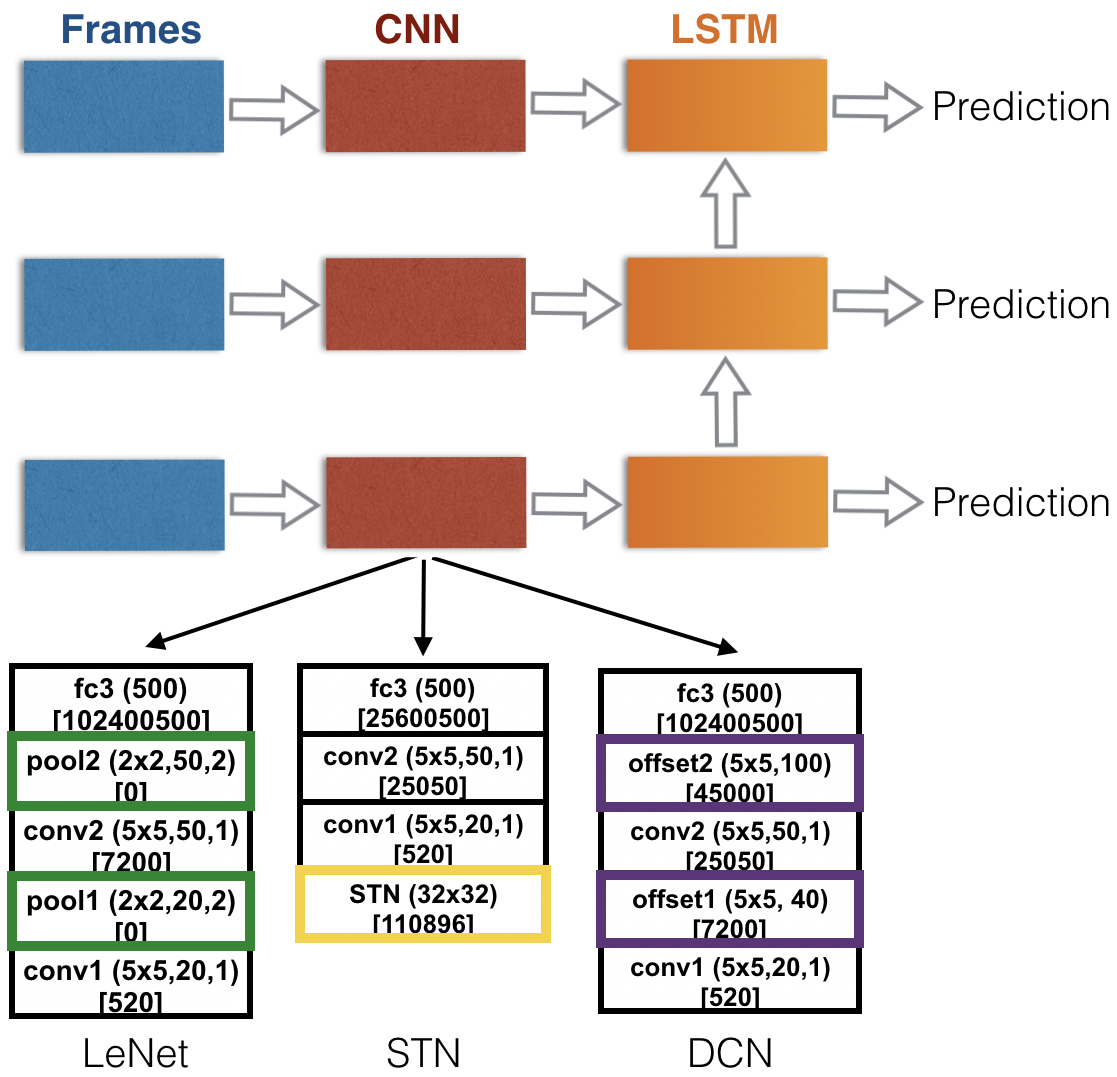 Frames
CNN
LSTM
Prediction
Prediction
Prediction
fc3 (500)
[102400500]
pool2 (2x2,50,2)
[0]
conv2 (5x5,50,1)
[7200]
pool1 (2x2,20,2)
[0]
conv1 (5x5,20,1)
[520]
LeNet
fc3 (500)
[25600500]
conv2 (5x5,50,1)
[25050]
conv1 (5x5,20,1)
[520]
STN (32x32)
[110896]
STN
fc3 (500)
[102400500]
offset2 (5x5,100)
[45000]
conv2 (5x5,50,1)
[25050]
offset1 (5x5, 40)
[7200]
conv1 (5x5,20,1)
[520]
DCN